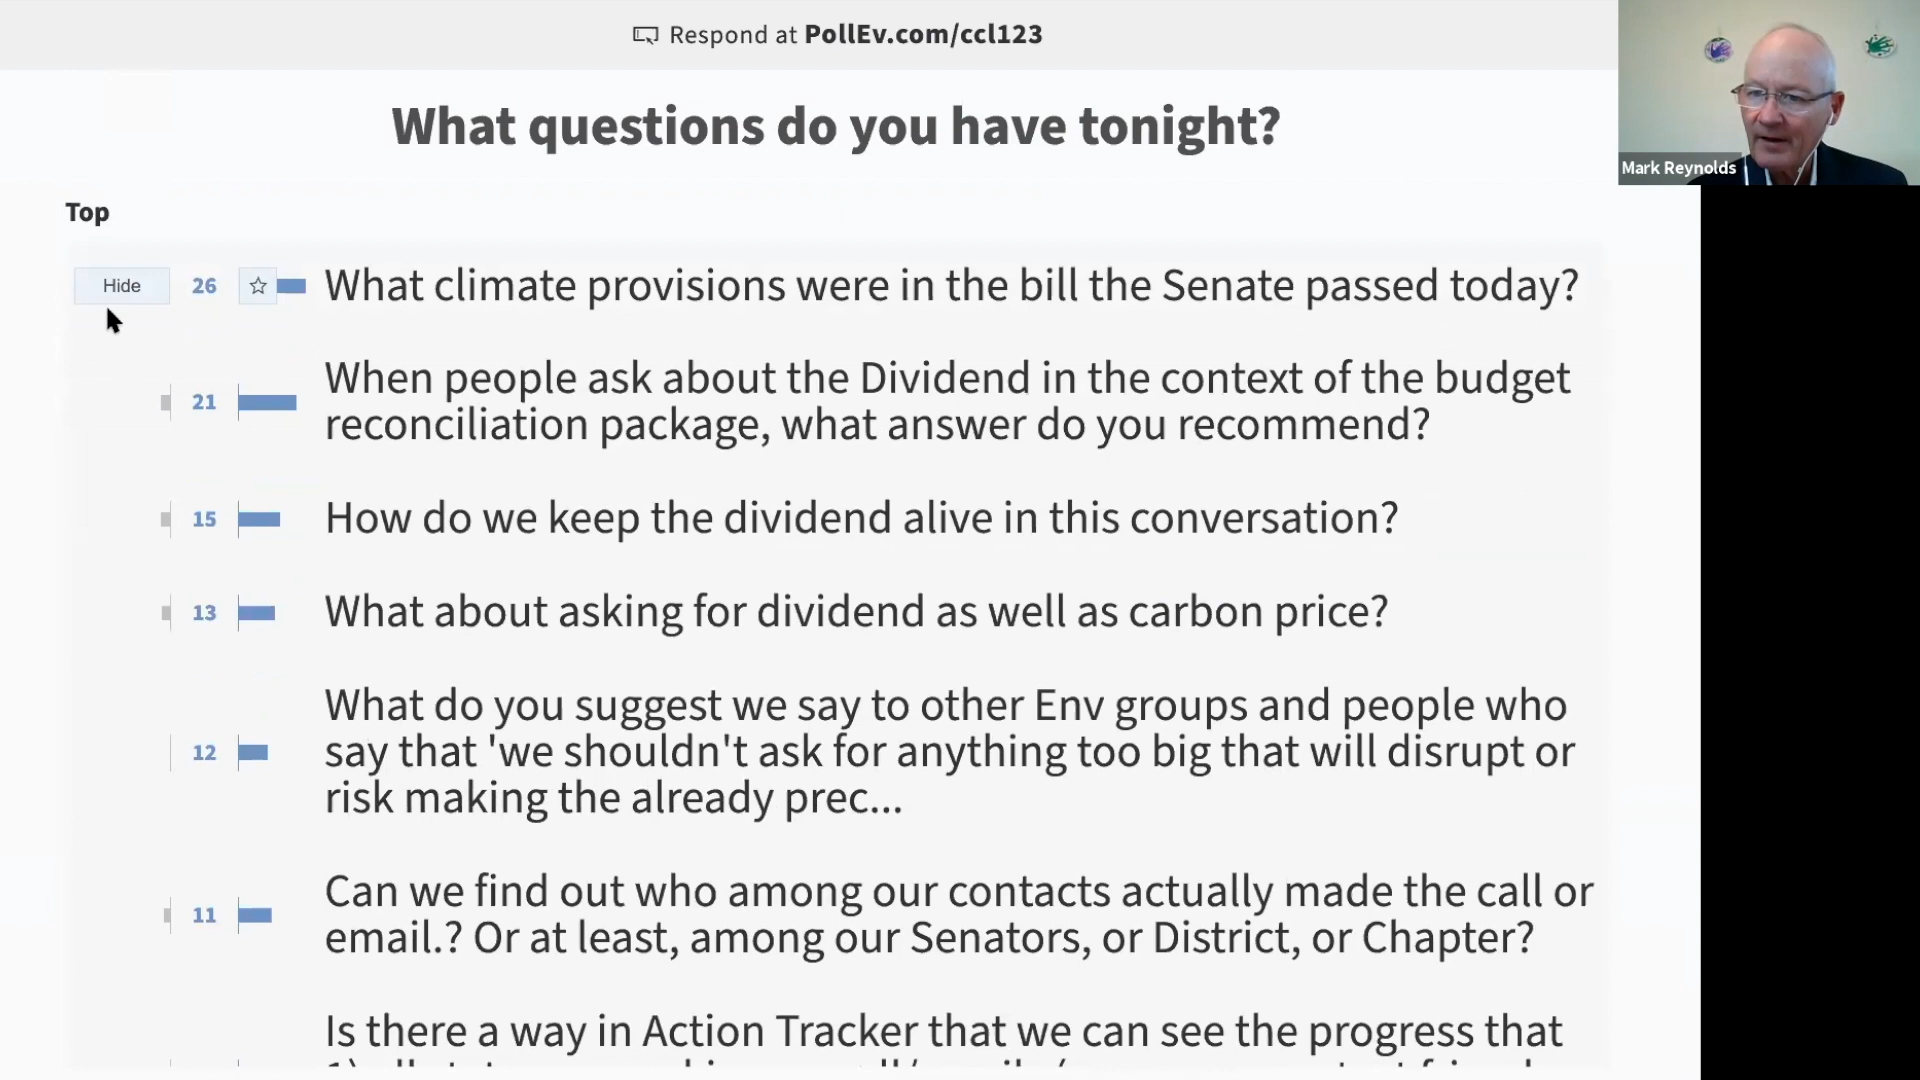 Respond at PollEv.com/ccl123
What questions do you have tonight?
Mark Reynolds
Top
Hide 26 What climate provisions were in the bill the Senate passed today?
21 When people ask about the Dividend in the context of the budget
reconciliation package, what answer do you recommend?
15 How do we keep the dividend alive in this conversation?
13 What about asking for dividend as well as carbon price?
What do you suggest we say to other Env groups and people who
12 say that 'we shouldn't ask for anything too big that will disrupt or
risk making the already prec...
11 Can we find out who among our contacts actually made the call or
email.? Or at least, among our Senators, or District, or Chapter?
Is there a way in Action Tracker that we can see the progress that